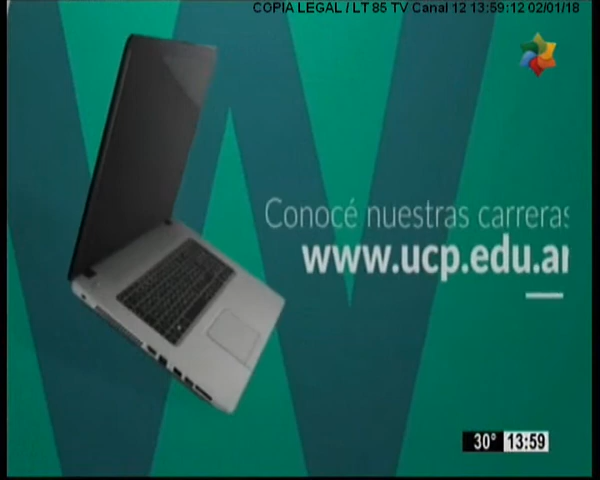 COPIA LEGAL / LT 85 TV Canal 12 13:59:12 02/01/18
Conocé nuestras carreras
www.ucp.edu.ar
30° 13:59